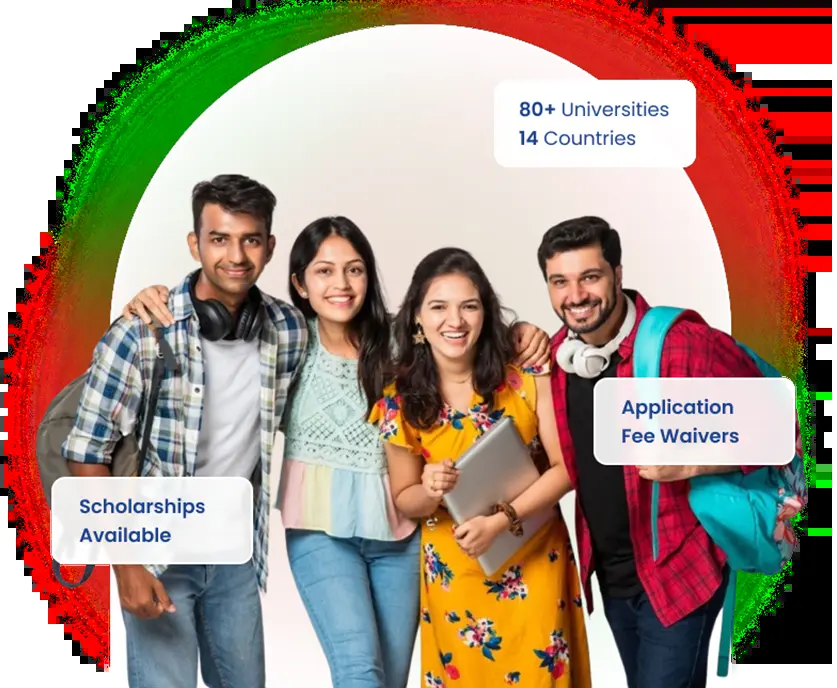 80+ Universities
14 Countries
Application
Fee Waivers
Scholarships
Available